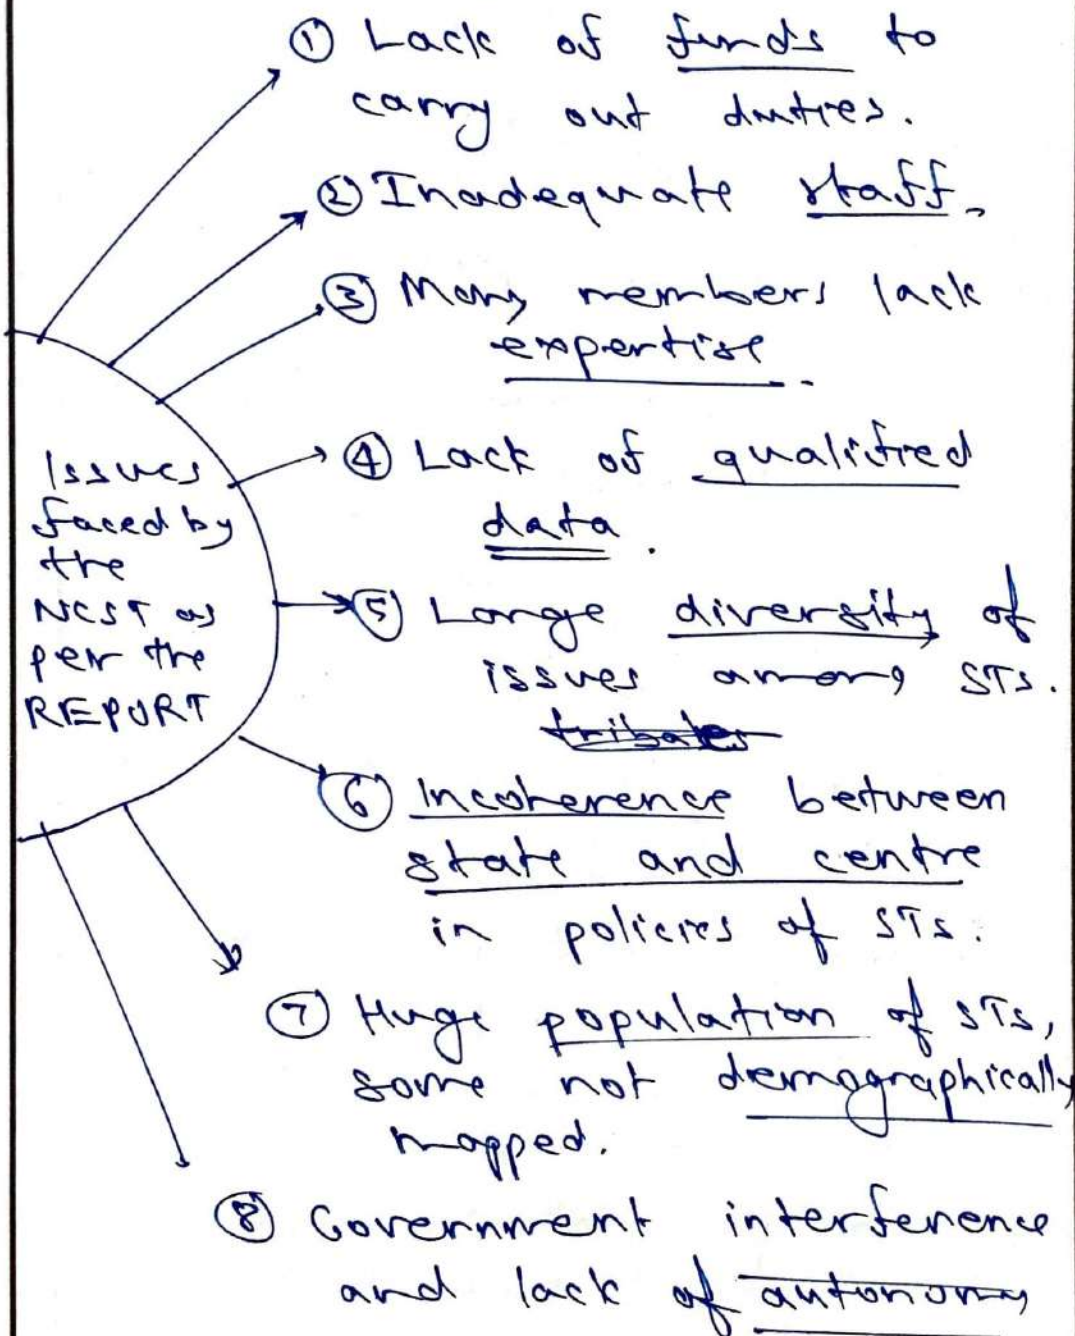 Issues
faced by
the
NCST as
per the
REPORT
① Lack of funds to
carry out duties.
② Inadequate staff.
③ Many members lack
expertise.
④ Lack of qualified
data.
⑤ Large diversity of
issues among STs.
tribates
⑥ Incoherence between
state and centre
in policies of STs.
⑦ Huge population of STs,
some not demographically
mapped.
⑧ Government interference
and lack of autonomy